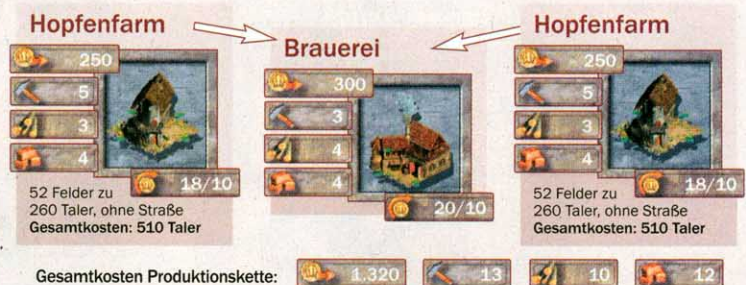 Hopfenfarm
250
5
3
4
18/10
52 Felder zu
260 Taler, ohne Straße
Gesamtkosten: 510 Taler
Brauerei
300
3
4
4
20/10
Hopfenfarm
250
5
3
4
18/10
52 Felder zu
260 Taler, ohne Straße
Gesamtkosten: 510 Taler
Gesamtkosten Produktionskette: 1.320 13 10 12